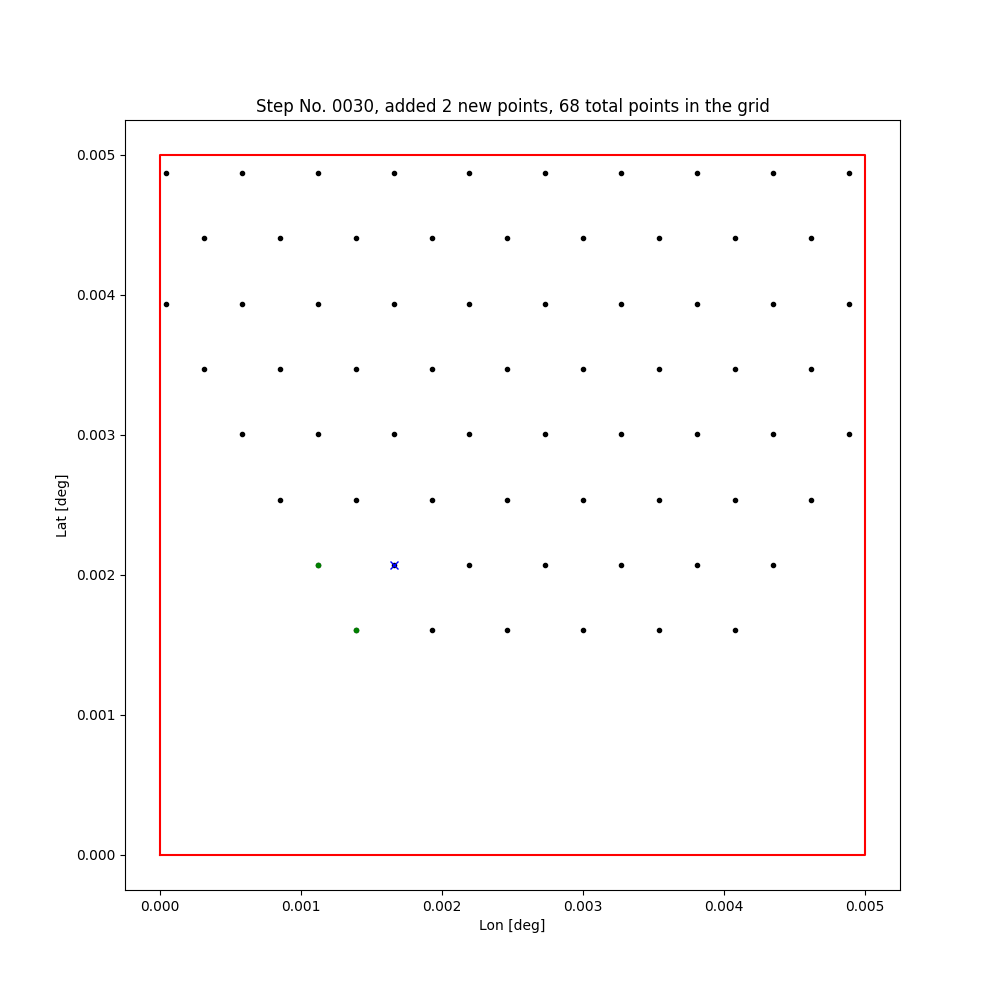 Step No. 0030, added 2 new points, 68 total points in the grid
0.005
0.004
0.003
0.002
0.001
0.000
Lat [deg]
0.000 0.001 0.002 0.003 0.004 0.005
Lon [deg]